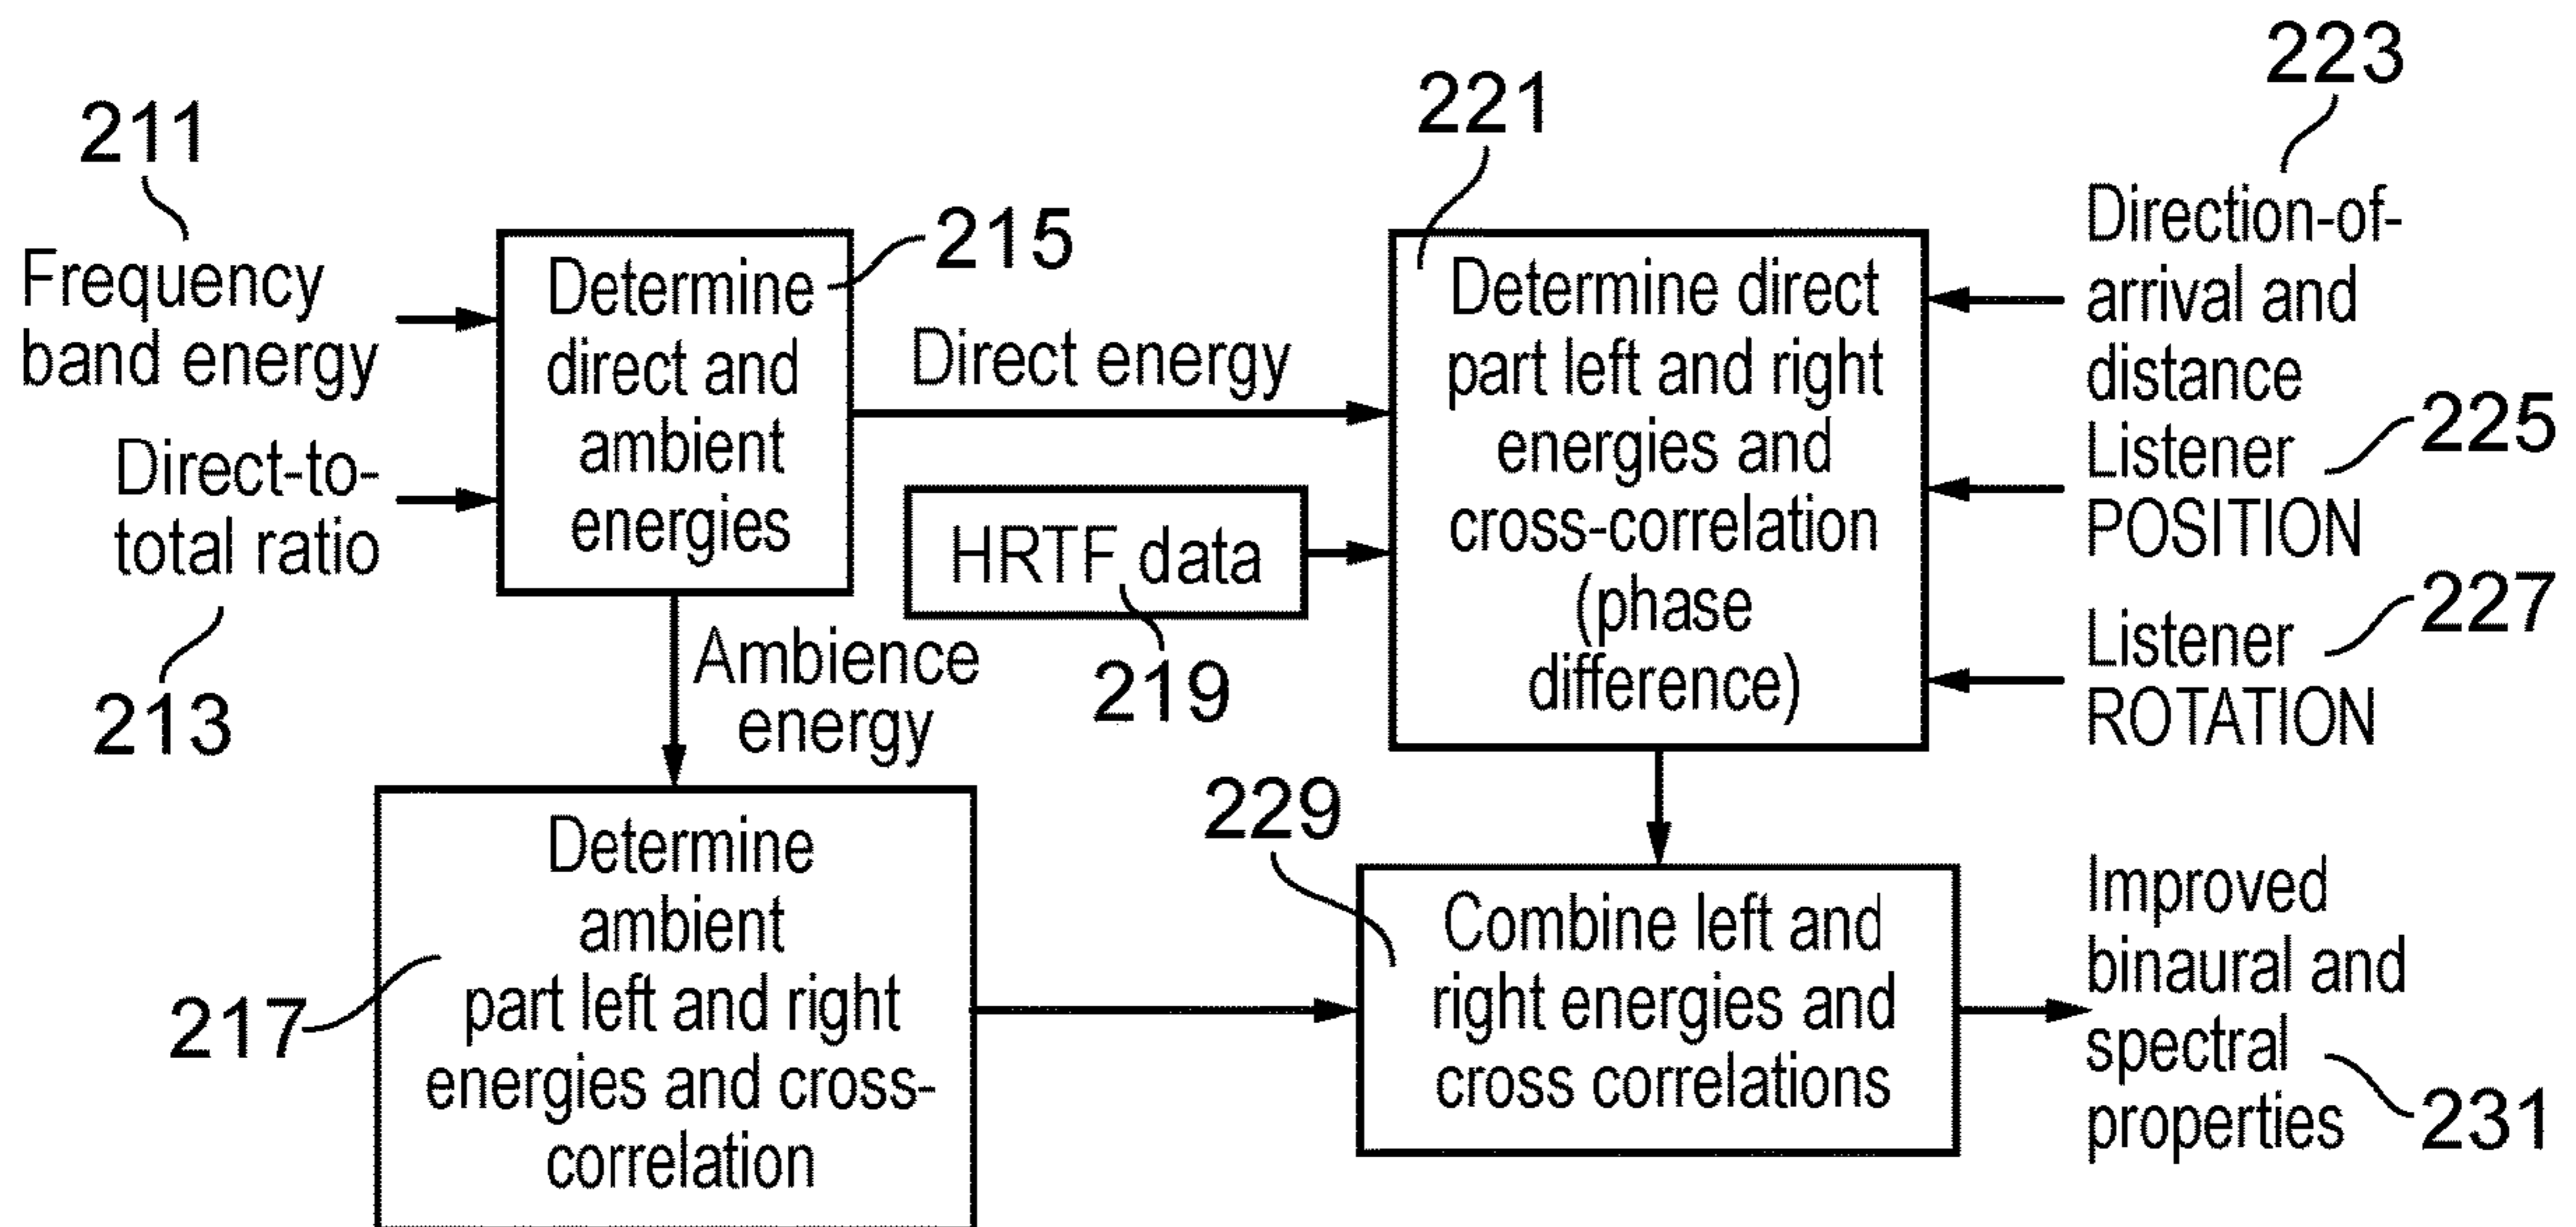 211
Frequency
band energy
Direct-to-
total ratio
213
Determine
direct and
ambient
energies
215
Direct energy
HRTF data
219
Ambience
energy
221
Determine direct
part left and right
energies and
cross-correlation
(phase
difference)
223
Direction-of-
arrival and
distance
Listener
POSITION
225
Listener
ROTATION
227
Determine
ambient
part left and right
energies and cross-
correlation
217
229
Combine left and
right energies and
cross correlations
Improved
binaural and
spectral
properties
231